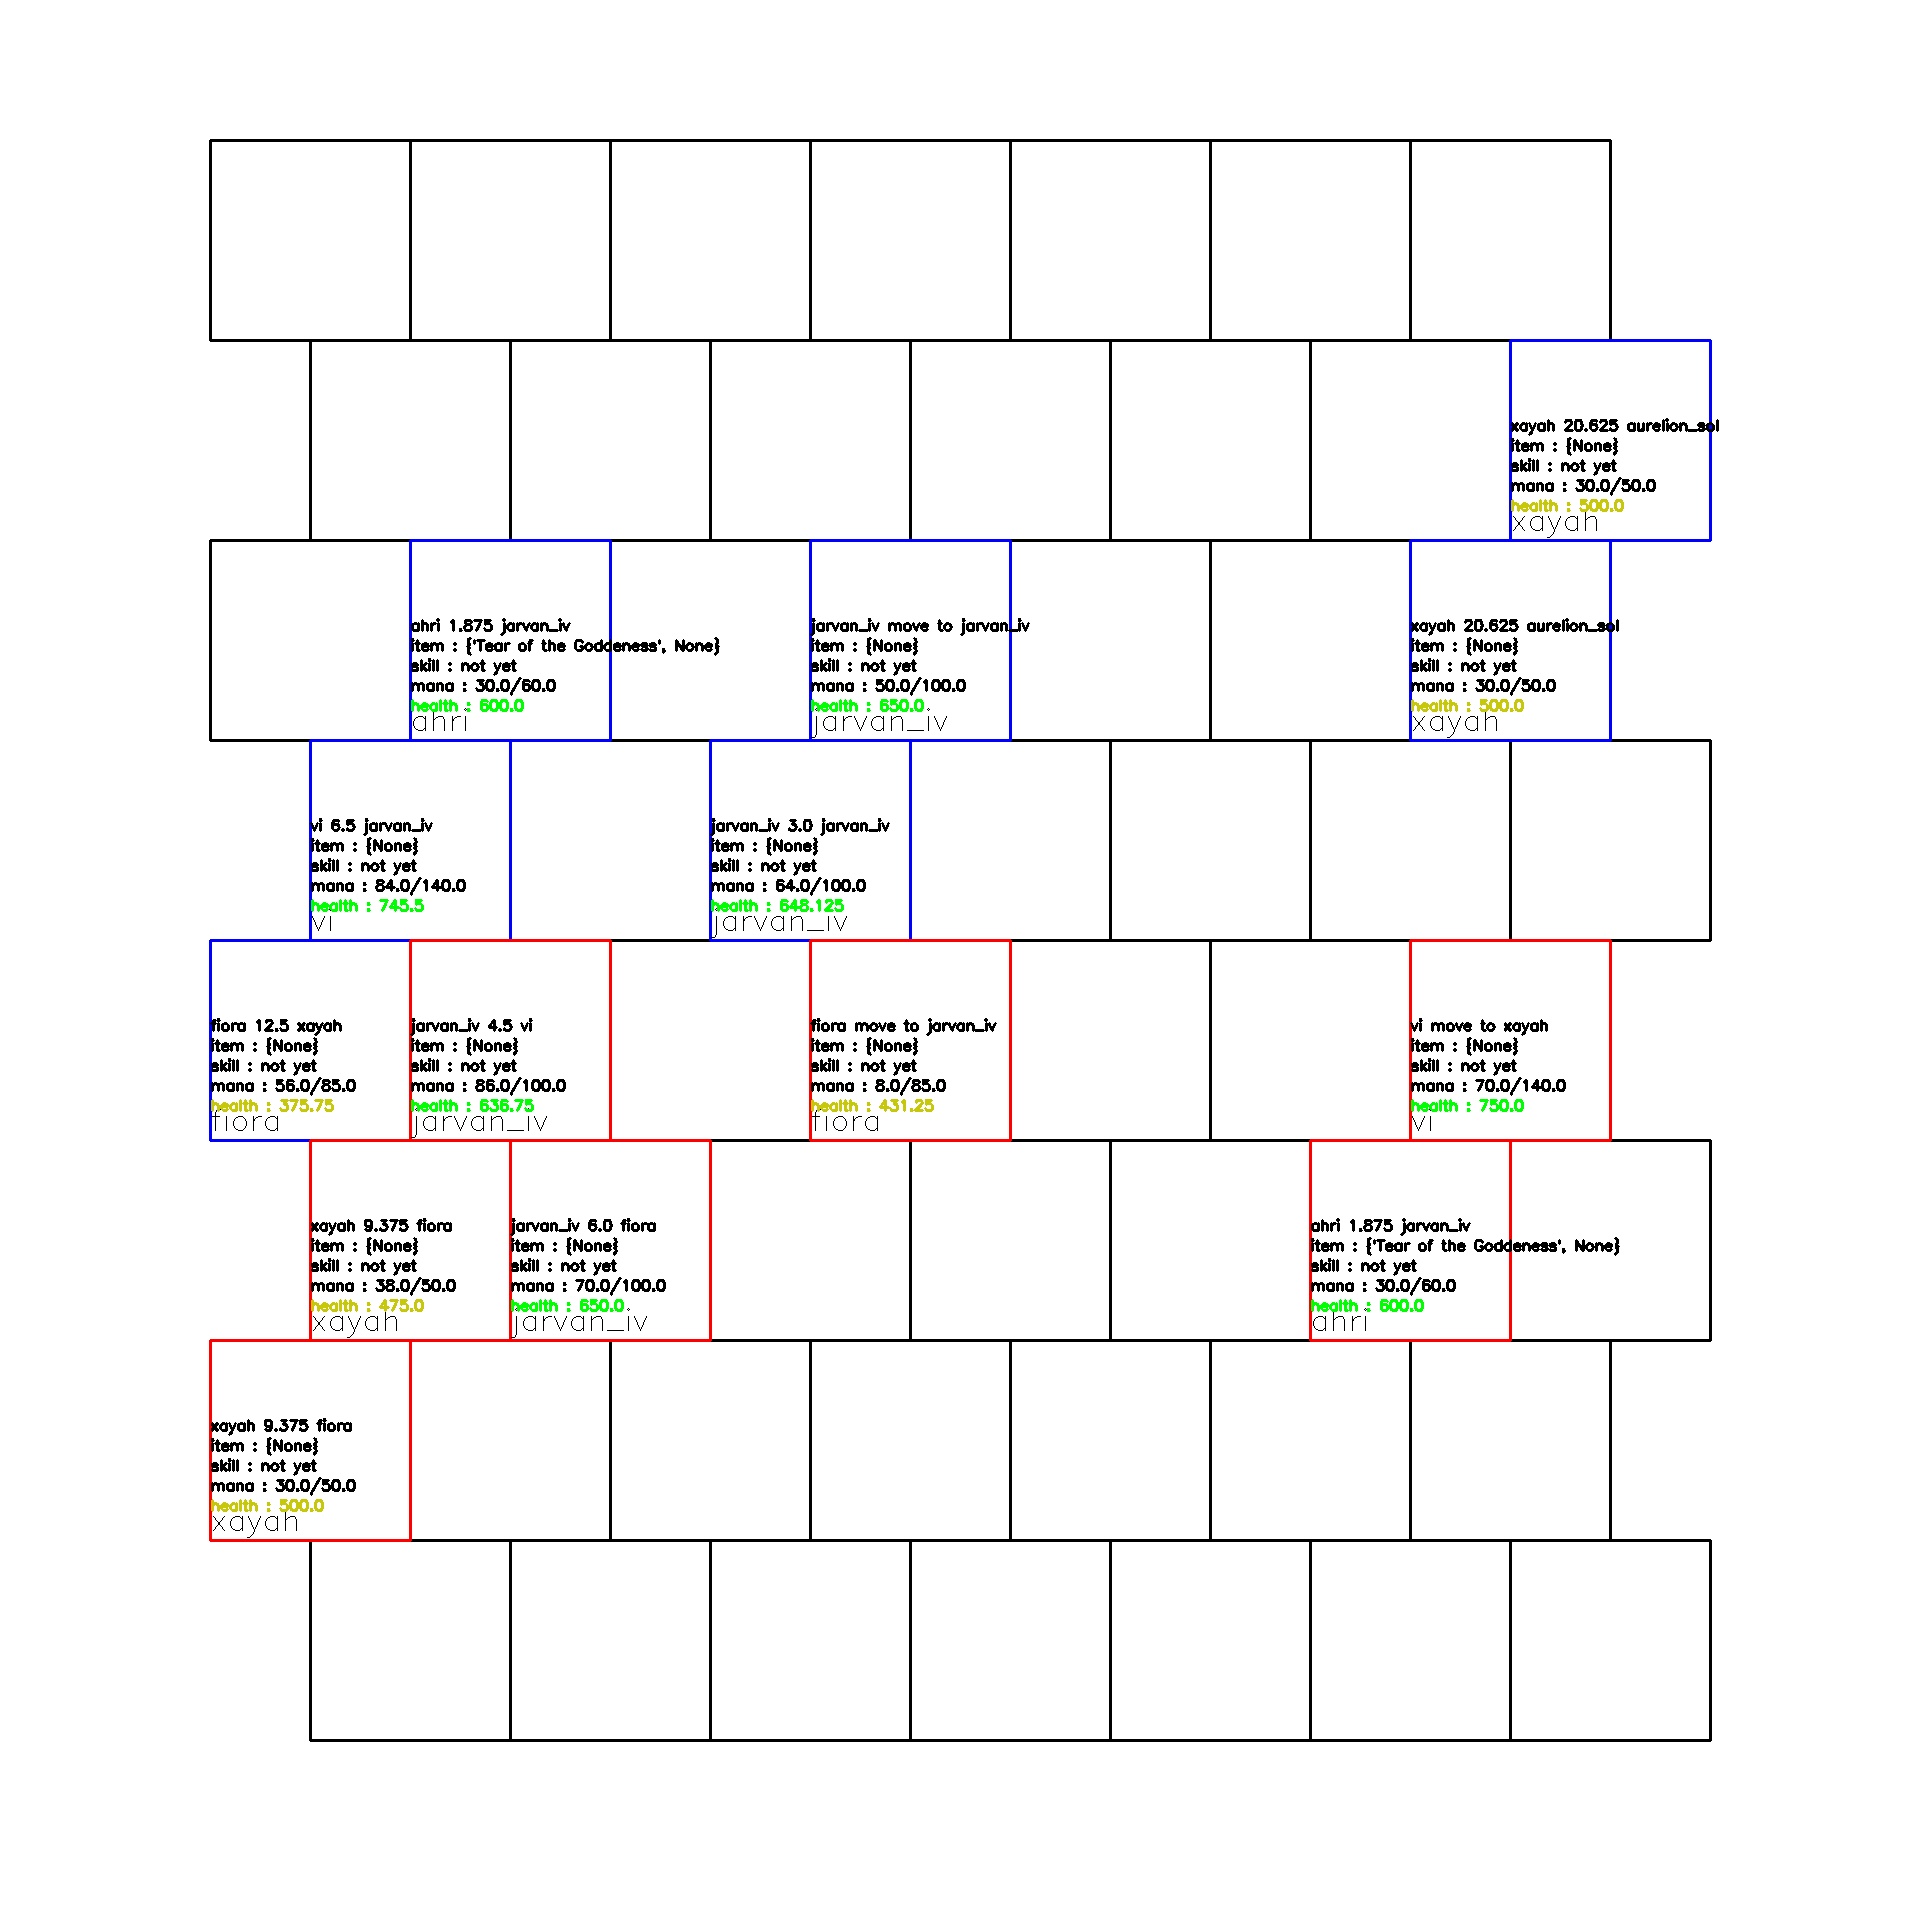 xayah 20.625 aurelion_sol
item : {None}
skill : not yet
mana : 30.0/50.0
health : 500.0
xayah
ahri 1.875 jarvan_iv
item : {'Tear of the Goddeness', None}
skill : not yet
mana : 30.0/60.0
health : 600.0
ahri
jarvan_iv move to jarvan_iv
item : {None}
skill : not yet
mana : 50.0/100.0
health : 650.0
jarvan_iv
xayah 20.625 aurelion_sol
item : {None}
skill : not yet
mana : 30.0/50.0
health : 500.0
xayah
vi 6.5 jarvan_iv
item : {None}
skill : not yet
mana : 84.0/140.0
health : 745.5
vi
jarvan_iv 3.0 jarvan_iv
item : {None}
skill : not yet
mana : 64.0/100.0
health : 648.125
jarvan_iv
fiora 12.5 xayah
item : {None}
skill : not yet
mana : 56.0/85.0
health : 375.75
fiora
jarvan_iv 4.5 vi
item : {None}
skill : not yet
mana : 86.0/100.0
health : 636.75
jarvan_iv
fiora move to jarvan_iv
item : {None}
skill : not yet
mana : 8.0/85.0
health : 431.25
fiora
vi move to xayah
item : {None}
skill : not yet
mana : 70.0/140.0
health : 750.0
vi
xayah 9.375 fiora
item : {None}
skill : not yet
mana : 38.0/50.0
health : 475.0
xayah
jarvan_iv 6.0 fiora
item : {None}
skill : not yet
mana : 70.0/100.0
health : 650.0
jarvan_iv
ahri 1.875 jarvan_iv
item : {'Tear of the Goddeness', None}
skill : not yet
mana : 30.0/60.0
health : 600.0
ahri
xayah 9.375 fiora
item : {None}
skill : not yet
mana : 30.0/50.0
health : 500.0
xayah